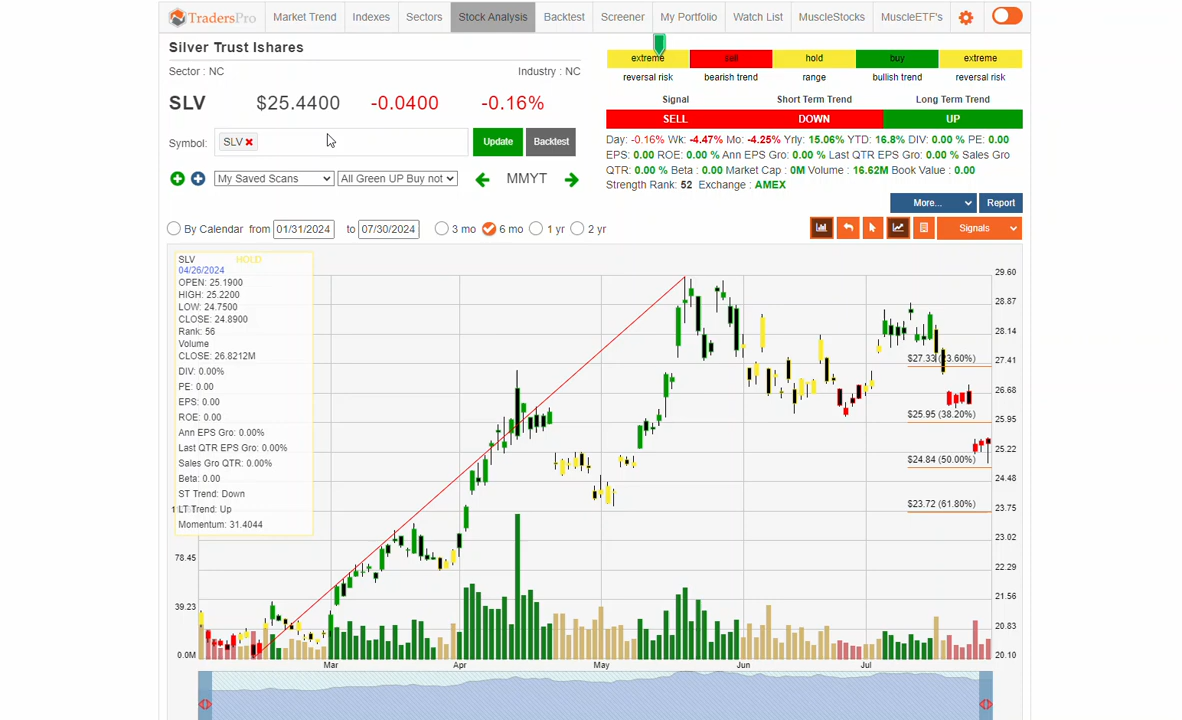 TradersPro
Market Trend
Indexes
Sectors
Stock Analysis
Backtest
Screener
My Portfolio
Watch List
MuscleStocks
MuscleETF's
Silver Trust Ishares
Sector : NC
Industry : NC
SLV
$25.4400
-0.0400
-0.16%
Symbol:
SLV
Update
Backtest
My Saved Scans
All Green UP Buy not
MMYT
extreme
sell
hold
buy
extreme
reversal risk
bearish trend
range
bullish trend
reversal risk
Signal
Short Term Trend
Long Term Trend
SELL
DOWN
UP
Day: -0.16% Wk: -4.47% Mo: -4.25% Yrly: 15.06% YTD: 16.8% DIV: 0.00 % PE: 0.00
EPS: 0.00 ROE: 0.00 % Ann EPS Gro: 0.00 % Last QTR EPS Gro: 0.00 % Sales Gro
QTR: 0.00 % Beta : 0.00 Market Cap : 0M Volume : 16.62M Book Value : 0.00
Strength Rank: 52 Exchange : AMEX
More...
Report
By Calendar from 01/31/2024 to 07/30/2024
3 mo
6 mo
1 yr
2 yr
Signals
SLV HOLD
04/26/2024
OPEN: 25.1900
HIGH: 25.2200
LOW: 24.7500
CLOSE: 24.8900
Rank: 56
Volume
CLOSE: 26.8212M
DIV: 0.00%
PE: 0.00
EPS: 0.00
ROE: 0.00
Ann EPS Gro: 0.00%
Last QTR EPS Gro: 0.00%
Sales Gro QTR: 0.00%
Beta: 0.00
ST Trend: Down
LT Trend: Up
Momentum: 31.4044
78.45
39.23
0.0M
29.60
28.87
28.14
27.41
26.68
25.95
25.22
24.48
23.75
23.02
22.29
21.56
20.83
20.10
$27.33 (23.60%)
$25.95 (38.20%)
$24.84 (50.00%)
$23.72 (61.80%)
Mar
Apr
May
Jun
Jul